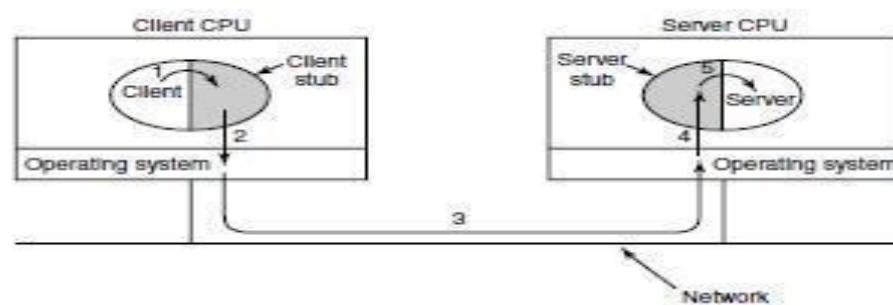 Client CPU
Server CPU
1
Client
Client
stub
2
Operating system
Server
stub
5
Server
4
Operating system
3
Network